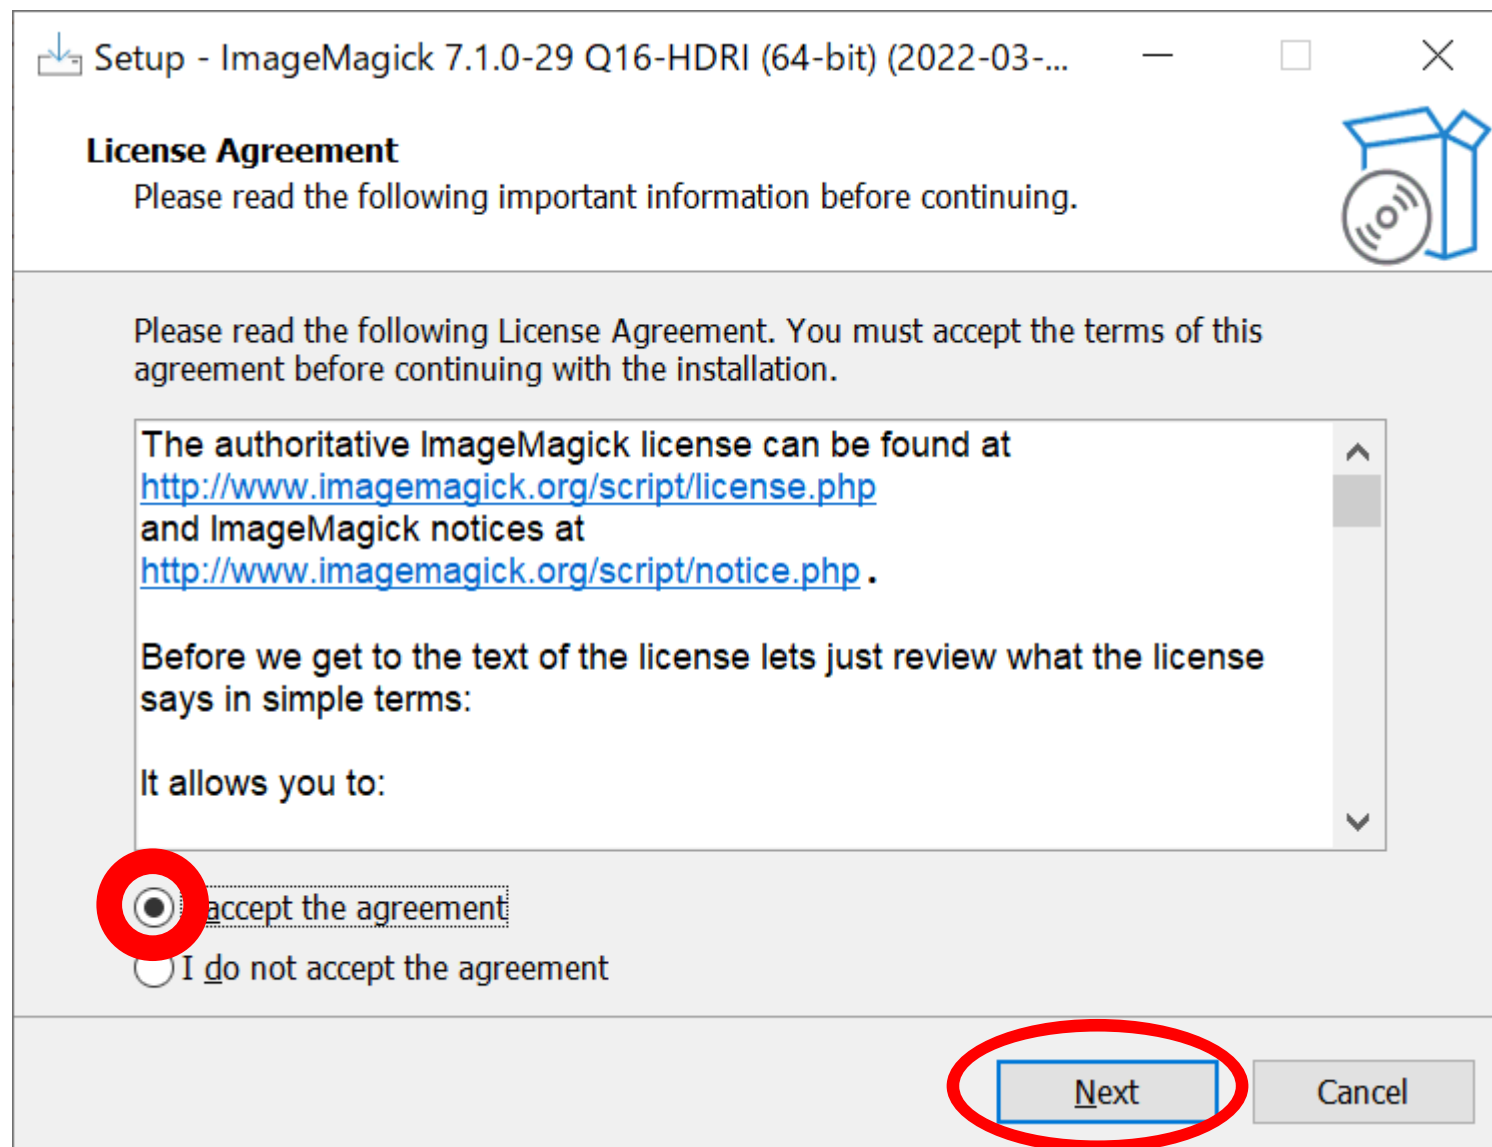 Setup - ImageMagick 7.1.0-29 Q16-HDRI (64-bit) (2022-03-...
License Agreement
Please read the following important information before continuing.
Please read the following License Agreement. You must accept the terms of this
agreement before continuing with the installation.
The authoritative ImageMagick license can be found at
http://www.imagemagick.org/script/license.php
and ImageMagick notices at
http://www.imagemagick.org/script/notice.php.
Before we get to the text of the license lets just review what the license
says in simple terms:
It allows you to:
accept the agreement
I do not accept the agreement
Next
Cancel